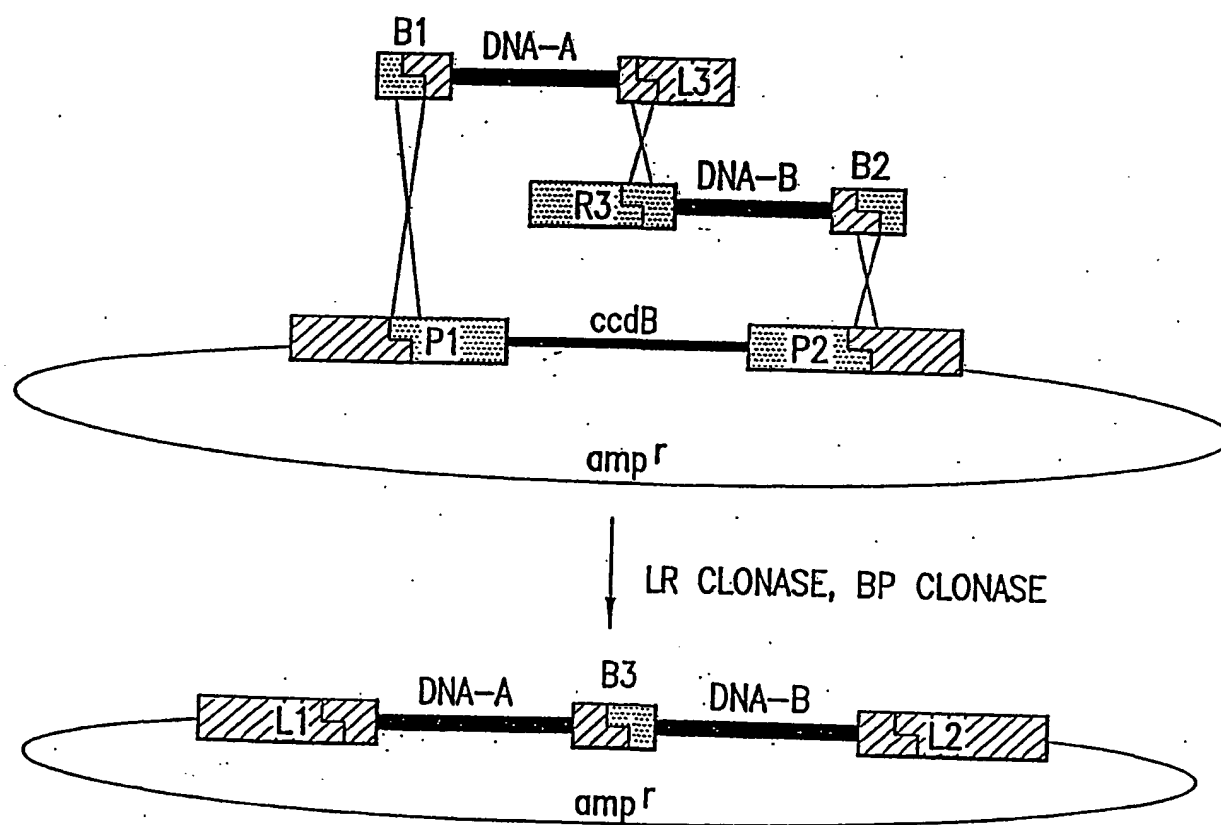 B1
DNA-A
L3
R3
DNA-B
B2
P1
ccdB
P2
amp r
LR CLONASE, BP CLONASE
L1
DNA-A
B3
DNA-B
L2
amp r